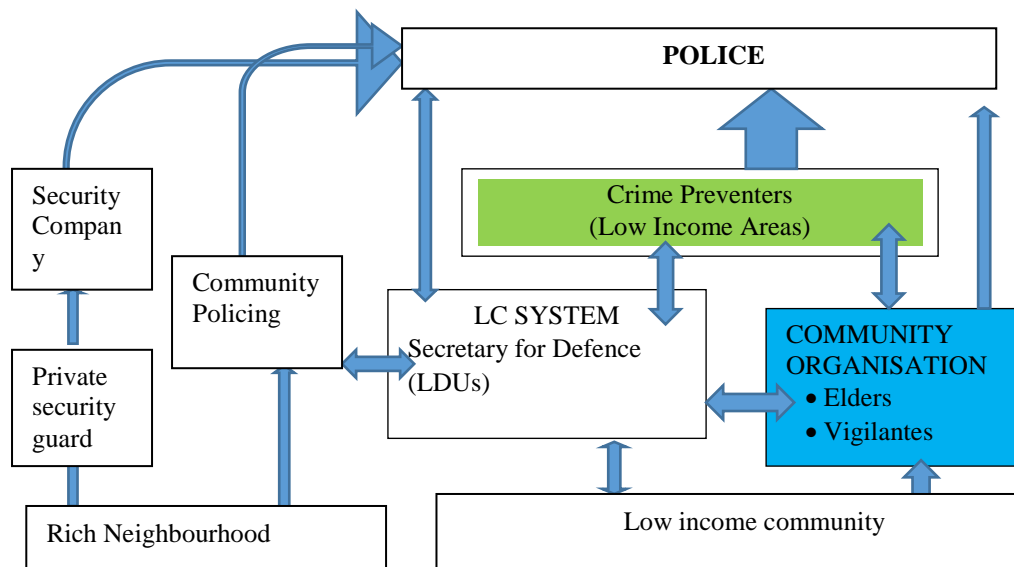 POLICE
Crime Preventers
(Low Income Areas)
Security
Compan
y
Community
Policing
LC SYSTEM
Secretary for Defence
(LDUs)
COMMUNITY
ORGANISATION
• Elders
• Vigilantes
Private
security
guard
Rich Neighbourhood
Low income community